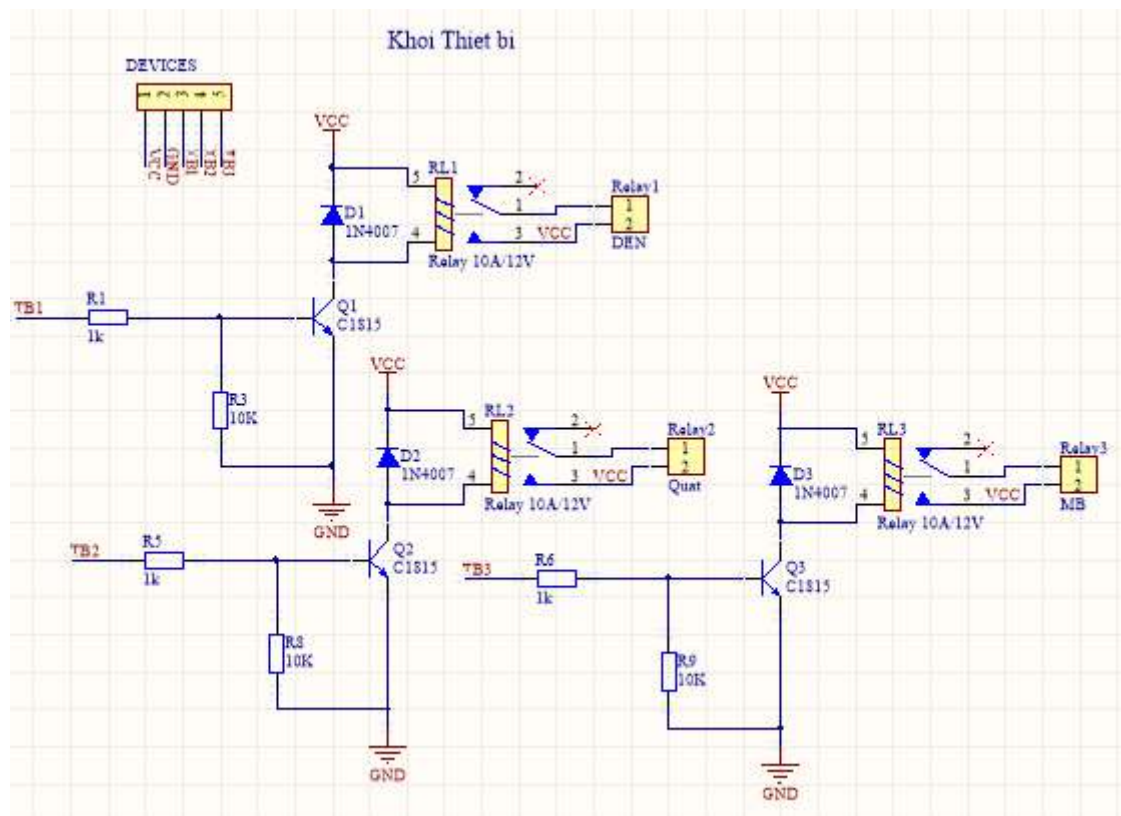 Khoi Thiet bi
DEVICES
1 2 3 4 5
VCC
GND
TB1
TB2
TB3
VCC
RL1
5
4
2
1
3
VCC
Relay1
1
2
DEN
D1
1N4007
Relay 10A/12V
TB1
R1
1k
Q1
C1815
R3
10K
GND
VCC
RL2
5
4
2
1
3
VCC
Relay2
1
2
Quat
D2
1N4007
Relay 10A/12V
TB2
R5
1k
Q2
C1815
R8
10K
GND
VCC
RL3
5
4
2
1
3
VCC
Relay3
1
2
MB
D3
1N4007
Relay 10A/12V
TB3
R6
1k
Q3
C1815
R9
10K
GND